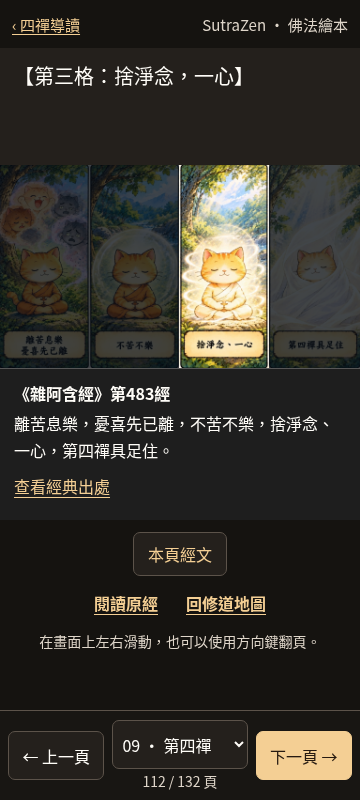 ‹ 四禪導讀
SutraZen · 佛法繪本
【第三格：捨淨念，一心】
離苦息樂
憂喜先已離
不苦不樂
捨淨念、一心
第四禪具足住
《雜阿含經》第483經
離苦息樂，憂喜先已離，不苦不樂，捨淨念、
一心，第四禪具足住。
查看經典出處
本頁經文
閱讀原經
回修道地圖
在畫面上左右滑動，也可以使用方向鍵翻頁。
← 上一頁
09 · 第四禪
下一頁 →
112 / 132 頁